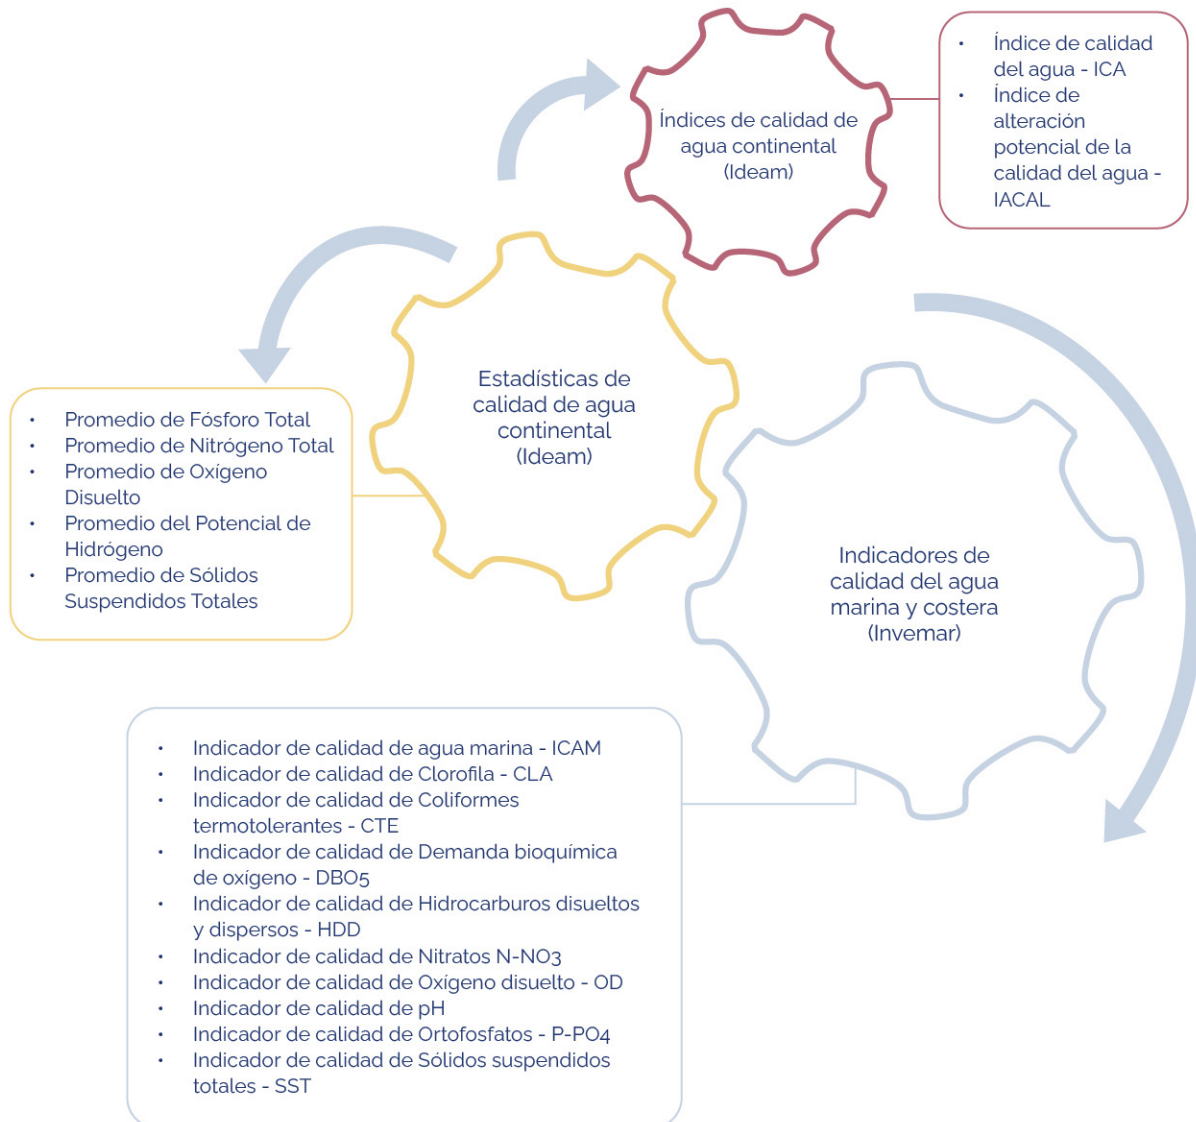 Índices de calidad de
agua continental
(Ideam)
• Índice de calidad
del agua - ICA
• Índice de
alteración
potencial de la
calidad del agua -
IACAL
Estadísticas de
calidad de agua
continental
(Ideam)
• Promedio de Fósforo Total
• Promedio de Nitrógeno Total
• Promedio de Oxígeno
Disuelto
• Promedio del Potencial de
Hidrógeno
• Promedio de Sólidos
Suspendidos Totales
Indicadores de
calidad del agua
marina y costera
(Invemar)
• Indicador de calidad de agua marina - ICAM
• Indicador de calidad de Clorofila - CLA
• Indicador de calidad de Coliformes
termotolerantes - CTE
• Indicador de calidad de Demanda bioquímica
de oxígeno - DBO5
• Indicador de calidad de Hidrocarburos disueltos
y dispersos - HDD
• Indicador de calidad de Nitratos N-NO3
• Indicador de calidad de Oxígeno disuelto - OD
• Indicador de calidad de pH
• Indicador de calidad de Ortofosfatos - P-PO4
• Indicador de calidad de Sólidos suspendidos
totales - SST